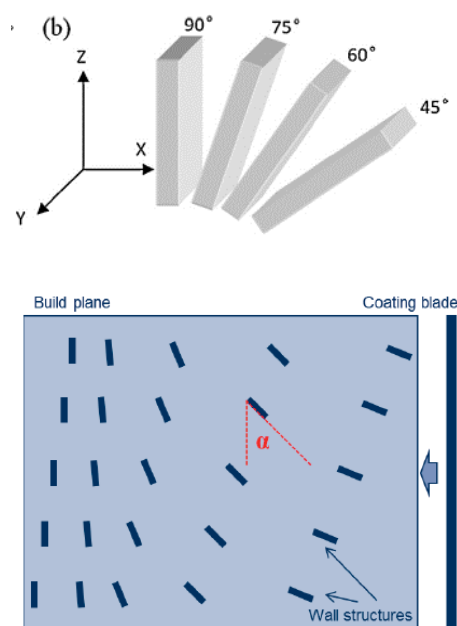 (b)
90°
75°
60°
45°
Z
X
Y
Build plane
Coating blade
α
Wall structures